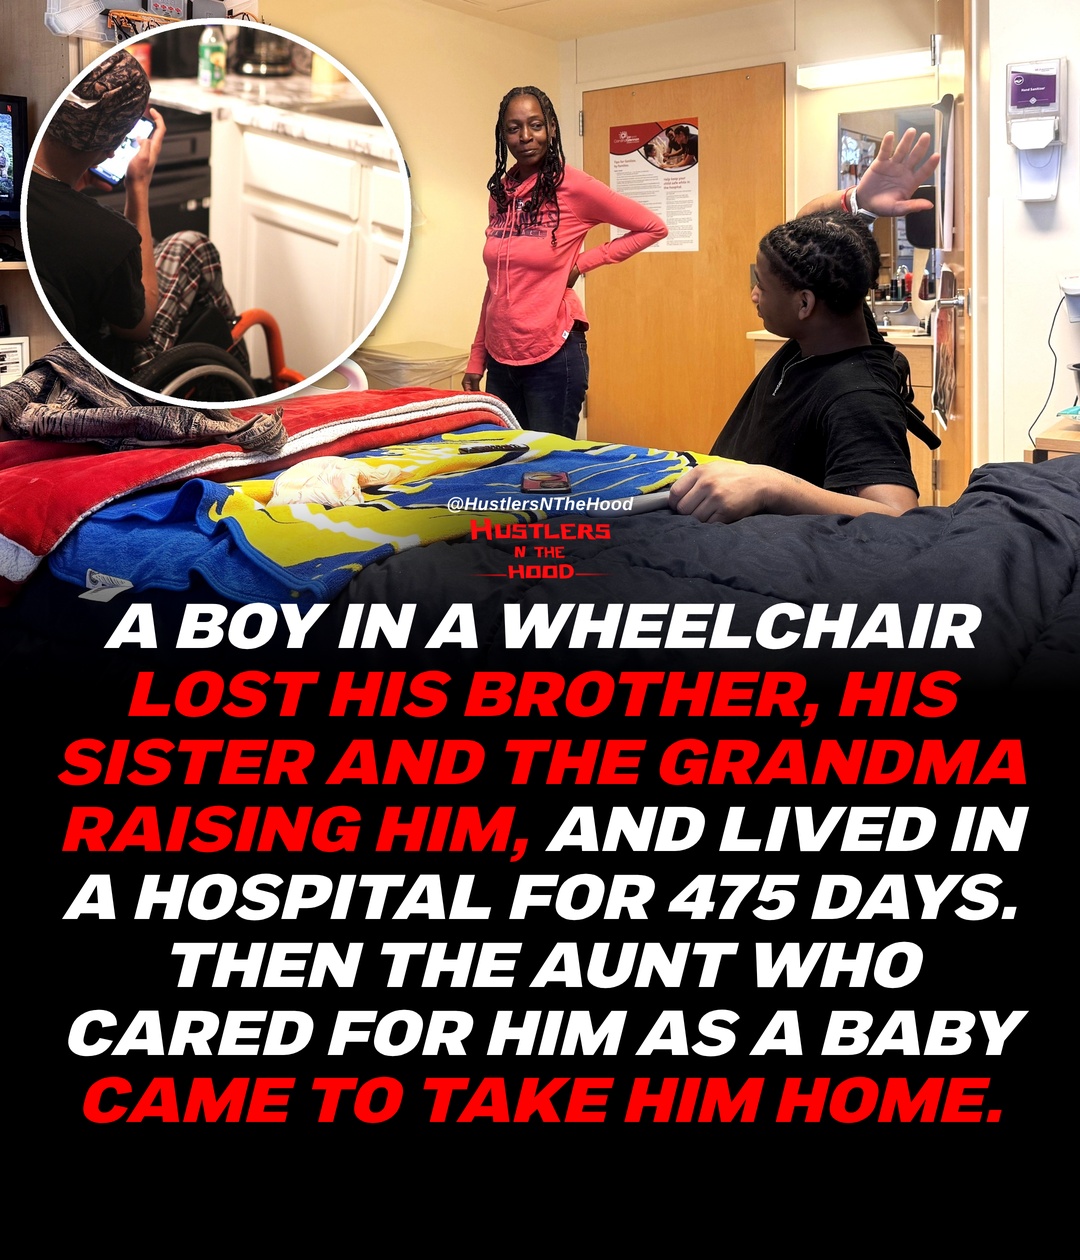 @HustlersNTheHood
HUSTLERS
N THE
HOOD
A BOY IN A WHEELCHAIR
LOST HIS BROTHER, HIS
SISTER AND THE GRANDMA
RAISING HIM, AND LIVED IN
A HOSPITAL FOR 475 DAYS.
THEN THE AUNT WHO
CARED FOR HIM AS A BABY
CAME TO TAKE HIM HOME.